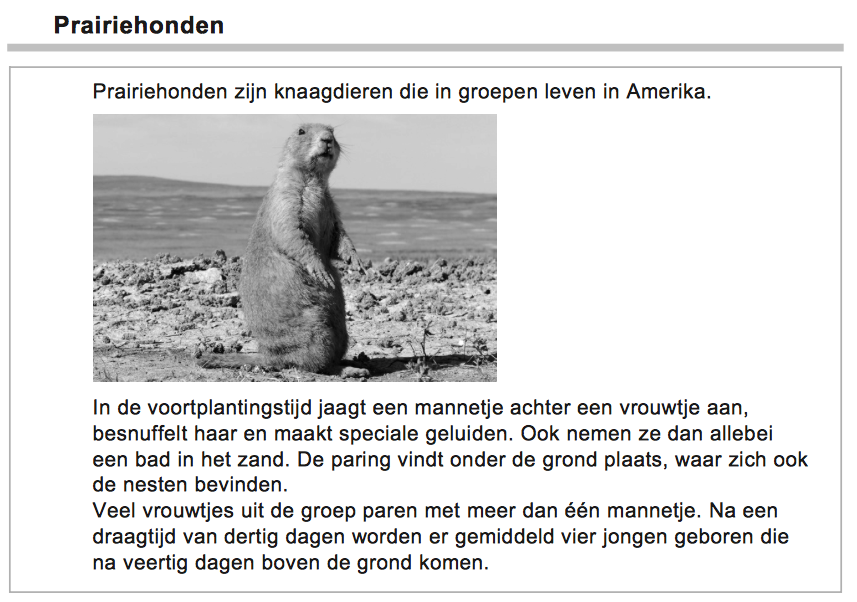 Prairiehonden
Prairiehonden zijn knaagdieren die in groepen leven in Amerika.
In de voortplantingstijd jaagt een mannetje achter een vrouwtje aan,
besnuffelt haar en maakt speciale geluiden. Ook nemen ze dan allebei
een bad in het zand. De paring vindt onder de grond plaats, waar zich ook
de nesten bevinden.
Veel vrouwtjes uit de groep paren met meer dan één mannetje. Na een
draagtijd van dertig dagen worden er gemiddeld vier jongen geboren die
na veertig dagen boven de grond komen.